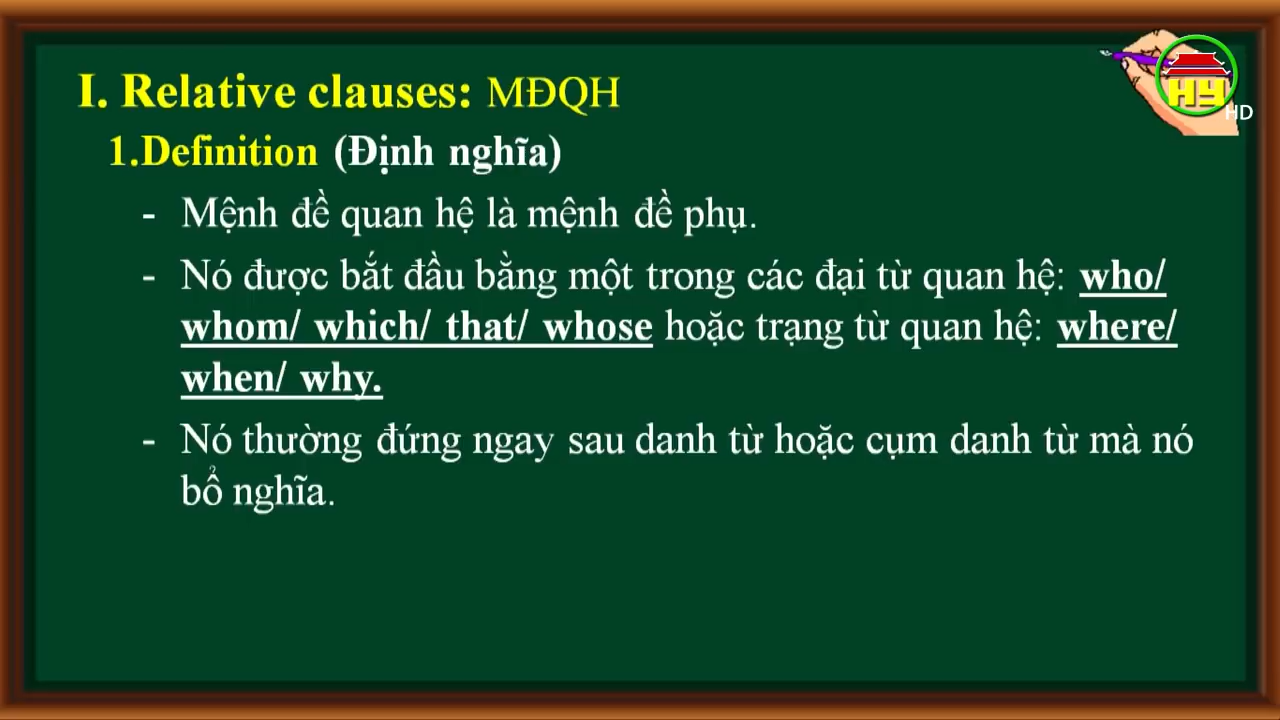 I. Relative clauses: MĐQH
1.Definition (Định nghĩa)
- Mệnh đề quan hệ là mệnh đề phụ.
- Nó được bắt đầu bằng một trong các đại từ quan hệ: who/
whom/ which/ that/ whose hoặc trạng từ quan hệ: where/
when/ why.
- Nó thường đứng ngay sau danh từ hoặc cụm danh từ mà nó
bổ nghĩa.
HY
HD